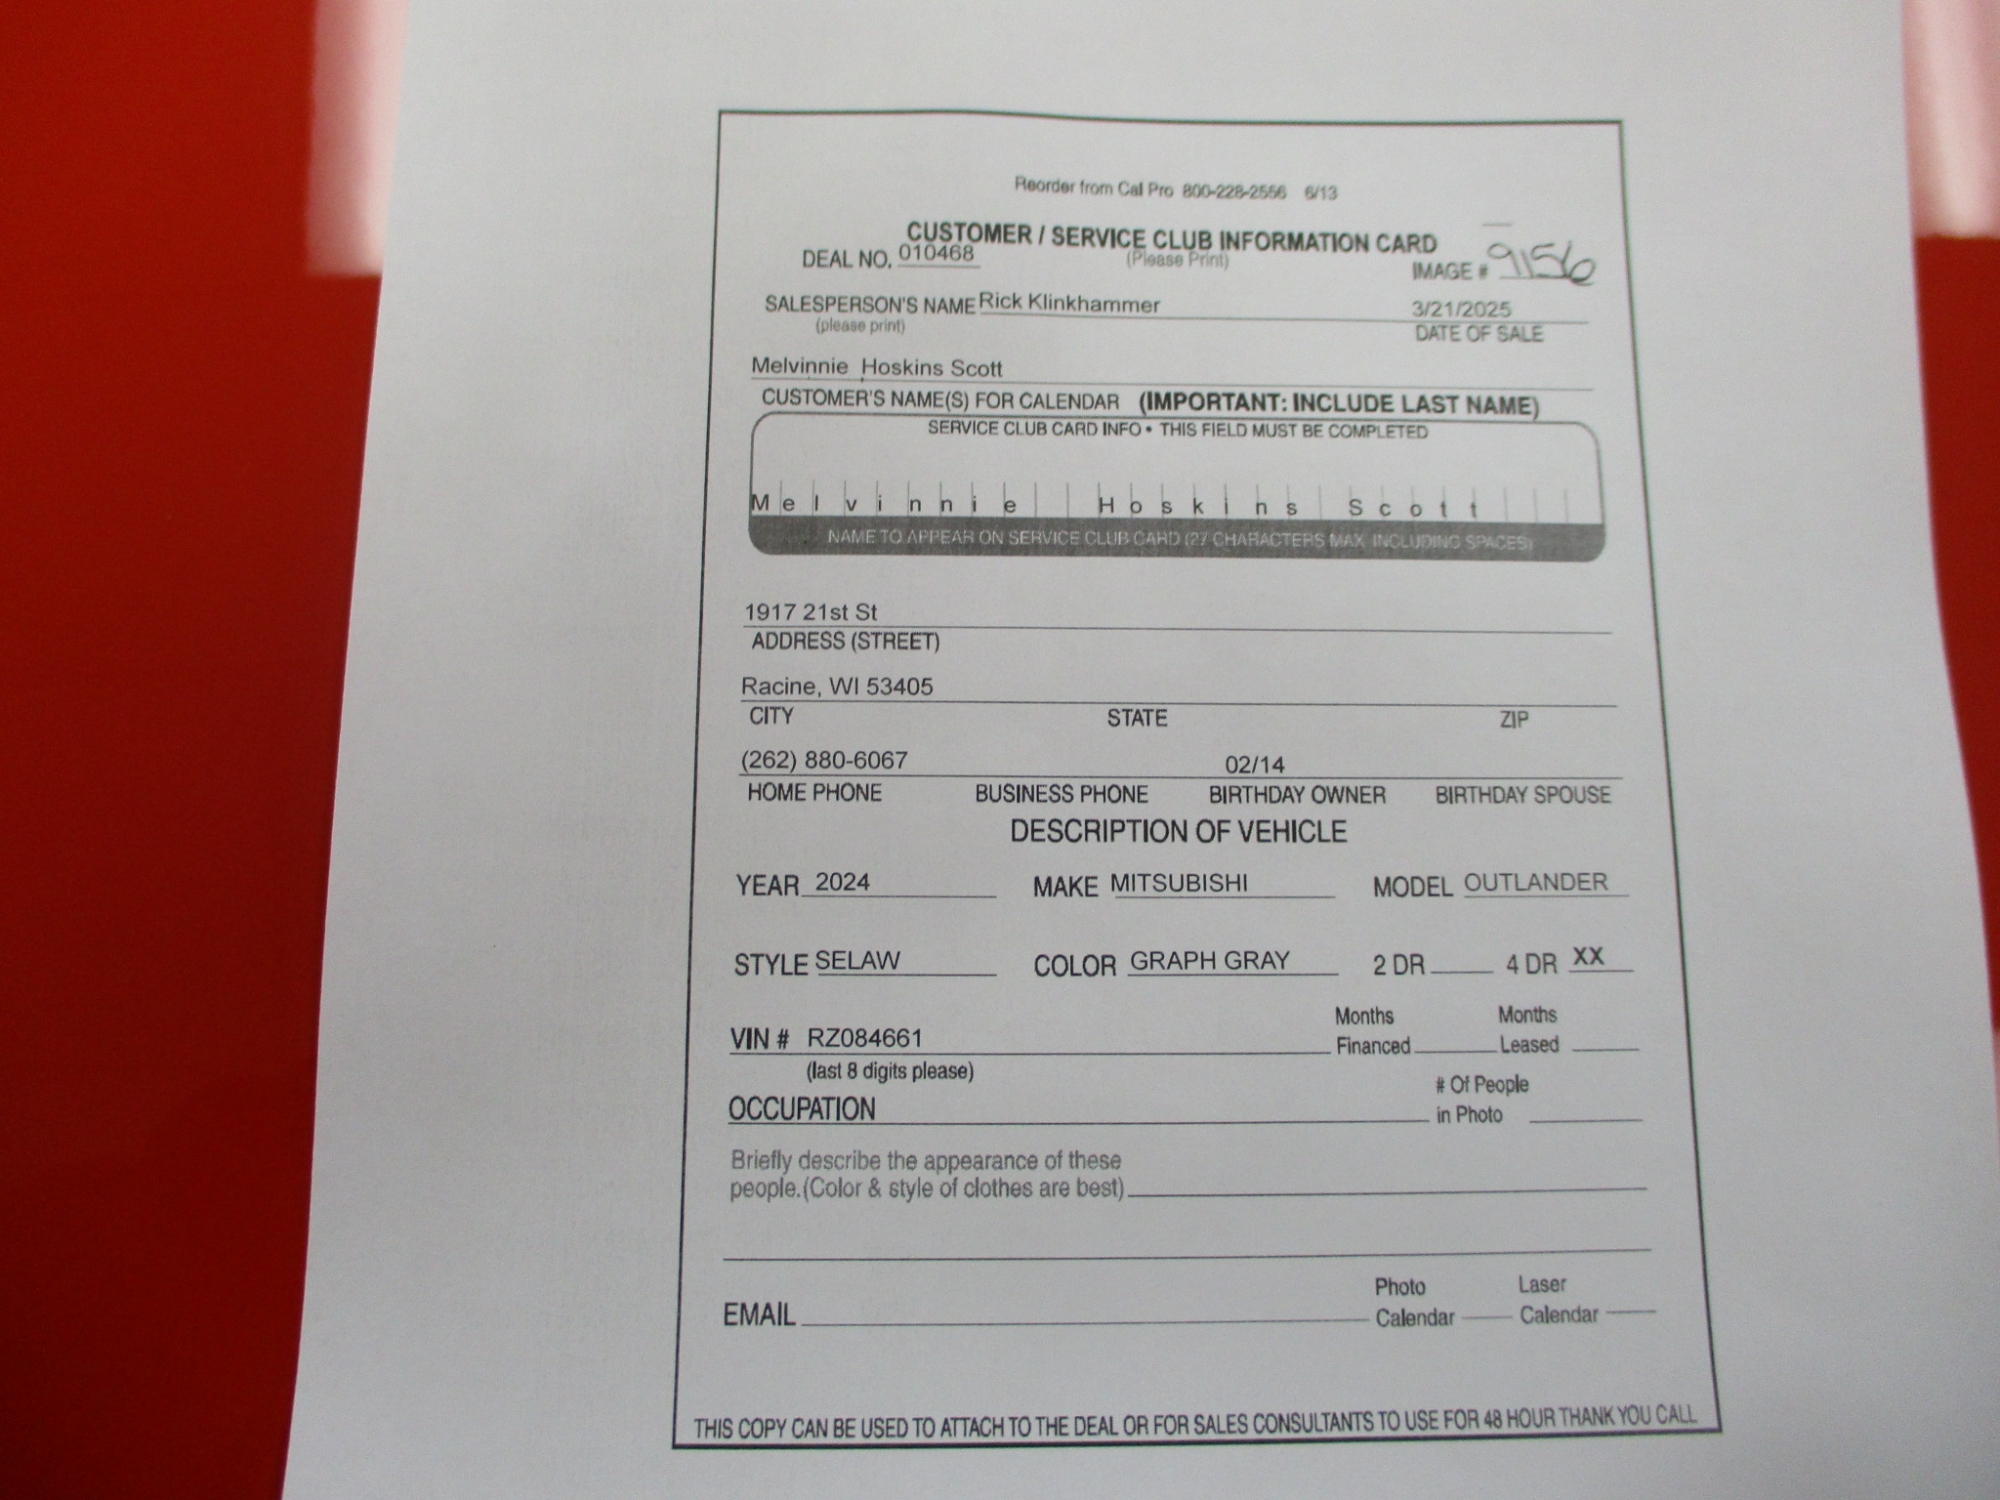 Reorder from Cal Pro 800-228-2556 6/13
CUSTOMER / SERVICE CLUB INFORMATION CARD
DEAL NO. 010468 (Please Print) IMAGE # 9156
SALESPERSON'S NAME Rick Klinkhammer 3/21/2025
(please print) DATE OF SALE
Melvinnie Hoskins Scott
CUSTOMER'S NAME(S) FOR CALENDAR (IMPORTANT: INCLUDE LAST NAME)
SERVICE CLUB CARD INFO • THIS FIELD MUST BE COMPLETED
M e l v i n n i e H o s k i n s S c o t t
NAME TO APPEAR ON SERVICE CLUB CARD (27 CHARACTERS MAX. INCLUDING SPACES)
1917 21st St
ADDRESS (STREET)
Racine, WI 53405
CITY STATE ZIP
(262) 880-6067 02/14
HOME PHONE BUSINESS PHONE BIRTHDAY OWNER BIRTHDAY SPOUSE
DESCRIPTION OF VEHICLE
YEAR 2024 MAKE MITSUBISHI MODEL OUTLANDER
STYLE SELAW COLOR GRAPH GRAY 2 DR 4 DR XX
Months Months
VIN # RZ084661 Financed Leased
(last 8 digits please)
# Of People
OCCUPATION in Photo
Briefly describe the appearance of these
people.(Color & style of clothes are best)
Photo Laser
EMAIL Calendar Calendar
THIS COPY CAN BE USED TO ATTACH TO THE DEAL OR FOR SALES CONSULTANTS TO USE FOR 48 HOUR THANK YOU CALL